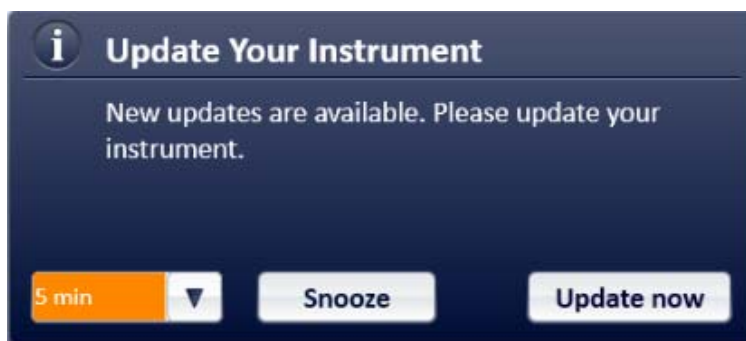 i Update Your Instrument
New updates are available. Please update your
instrument.
5 min ▼ Snooze Update now